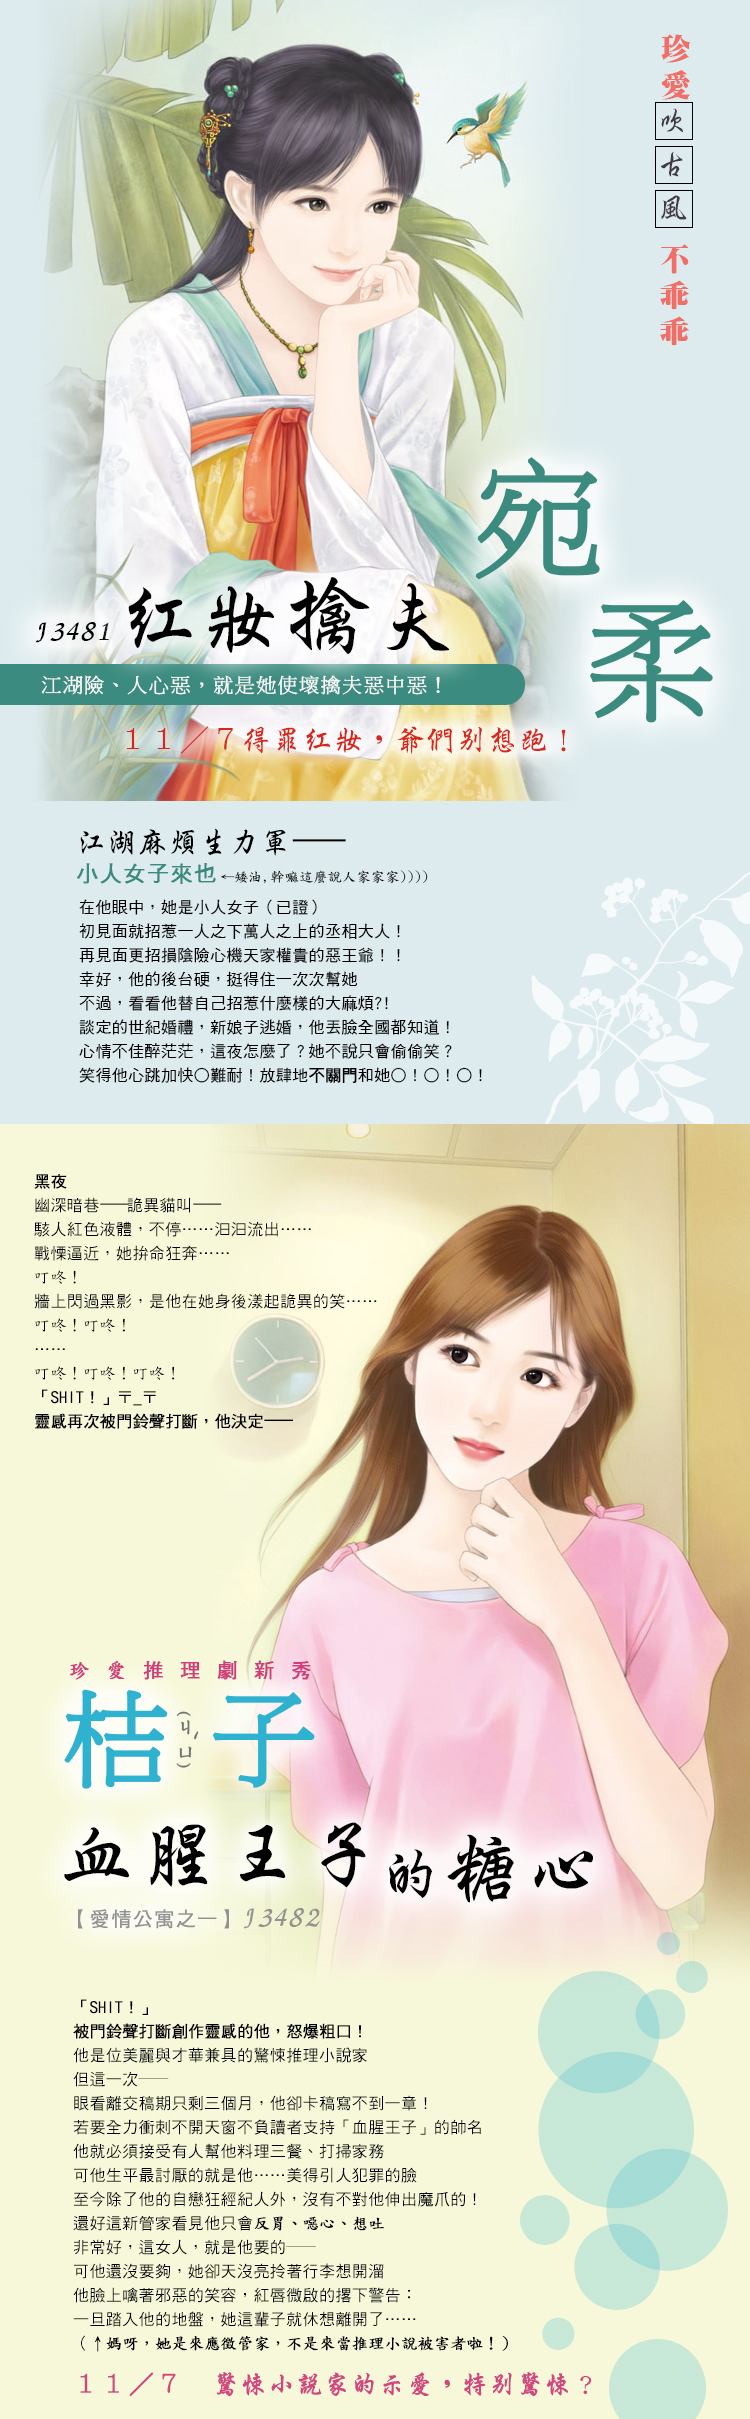 珍愛吹古風不乖乖
宛柔
J3481 紅妝擒夫
江湖險、人心惡，就是她使壞擒夫惡中惡！
１１／７得罪紅妝，爺們別想跑！
江湖麻煩生力軍——
小人女子來也 ←矮油，幹嘛這麼說人家家家))))
在他眼中，她是小人女子（已證）
初見面就招惹一人之下萬人之上的丞相大人！
再見面更招損陰險心機天家權貴的惡王爺！！
幸好，他的後台硬，挺得住一次次幫她
不過，看看他替自己招惹什麼樣的大麻煩?!
談定的世紀婚禮，新娘子逃婚，他丟臉全國都知道！
心情不佳醉茫茫，這夜怎麼了？她不說只會偷偷笑？
笑得他心跳加快○難耐！放肆地不關門和她○！○！○！
黑夜
幽深暗巷——詭異貓叫——
駭人紅色液體，不停……汩汩流出……
戰慄逼近，她拚命狂奔……
叮咚！
牆上閃過黑影，是他在她身後漾起詭異的笑……
叮咚！叮咚！
……
叮咚！叮咚！叮咚！
「SHIT！」〒_〒
靈感再次被門鈴聲打斷，他決定——
珍愛推理劇新秀
桔(ㄐㄩˊ)子
血腥王子的糖心
【愛情公寓之一】J3482
「SHIT！」
被門鈴聲打斷創作靈感的他，怒爆粗口！
他是位美麗與才華兼具的驚悚推理小說家
但這一次——
眼看離交稿期只剩三個月，他卻卡稿寫不到一章！
若要全力衝刺不開天窗不負讀者支持「血腥王子」的帥名
他就必須接受有人幫他料理三餐、打掃家務
可他生平最討厭的就是他……美得引人犯罪的臉
至今除了他的自戀狂經紀人外，沒有不對他伸出魔爪的！
還好這新管家看見他只會反胃、噁心、想吐
非常好，這女人，就是他要的——
可他還沒要夠，她卻天沒亮拎著行李想開溜
他臉上噙著邪惡的笑容，紅唇微啟的撂下警告：
一旦踏入他的地盤，她這輩子就休想離開了……
（↑媽呀，她是來應徵管家，不是來當推理小說被害者啦！）
１１／７　驚悚小說家的示愛，特別驚悚？